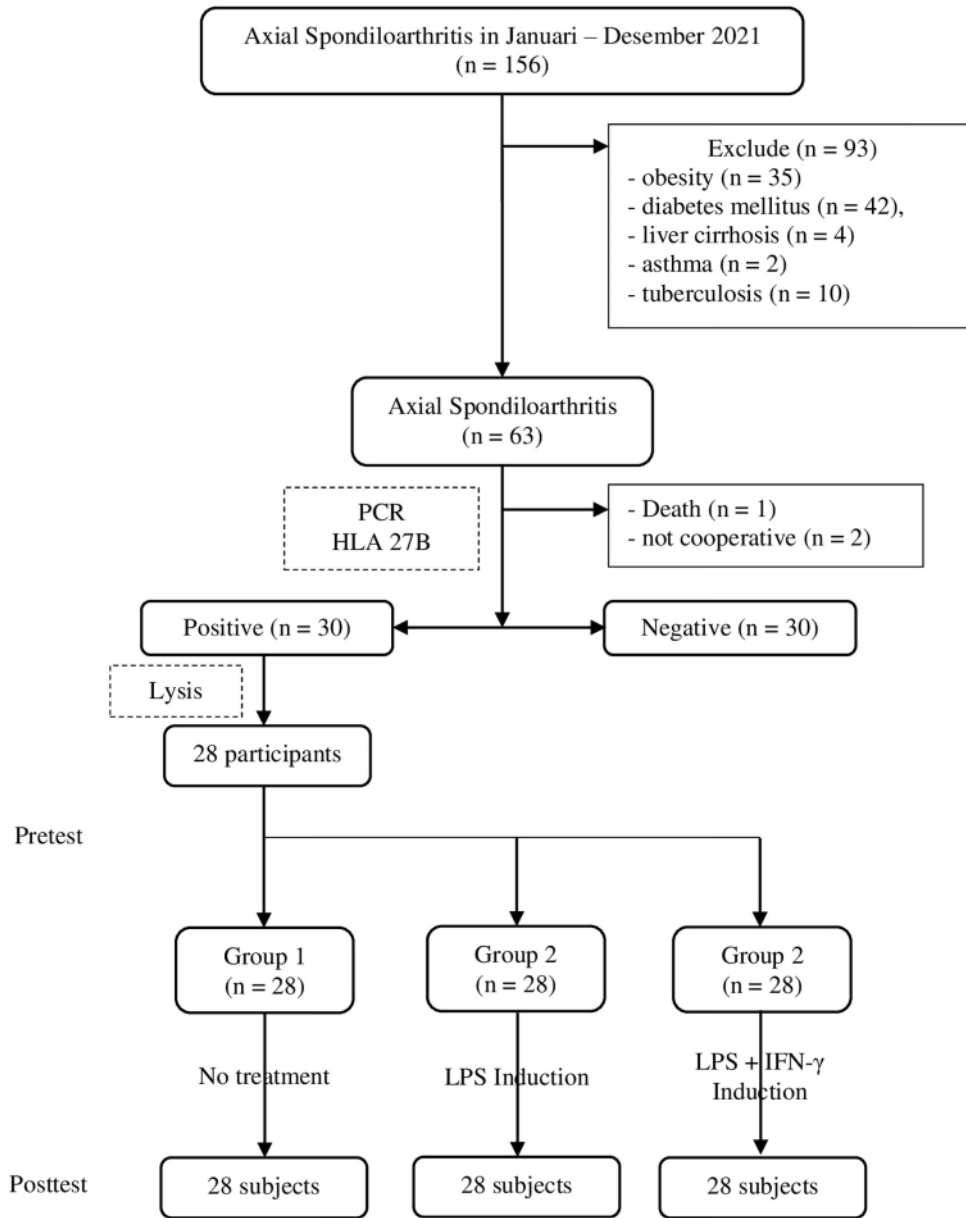 Axial Spondiloarthritis in Januari – Desember 2021
(n = 156)
Exclude (n = 93)
- obesity (n = 35)
- diabetes mellitus (n = 42),
- liver cirrhosis (n = 4)
- asthma (n = 2)
- tuberculosis (n = 10)
Axial Spondiloarthritis
(n = 63)
PCR
HLA 27B
- Death (n = 1)
- not cooperative (n = 2)
Positive (n = 30)
Negative (n = 30)
Lysis
28 participants
Pretest
Group 1
(n = 28)
Group 2
(n = 28)
Group 2
(n = 28)
No treatment
LPS Induction
LPS + IFN-γ
Induction
Posttest
28 subjects
28 subjects
28 subjects